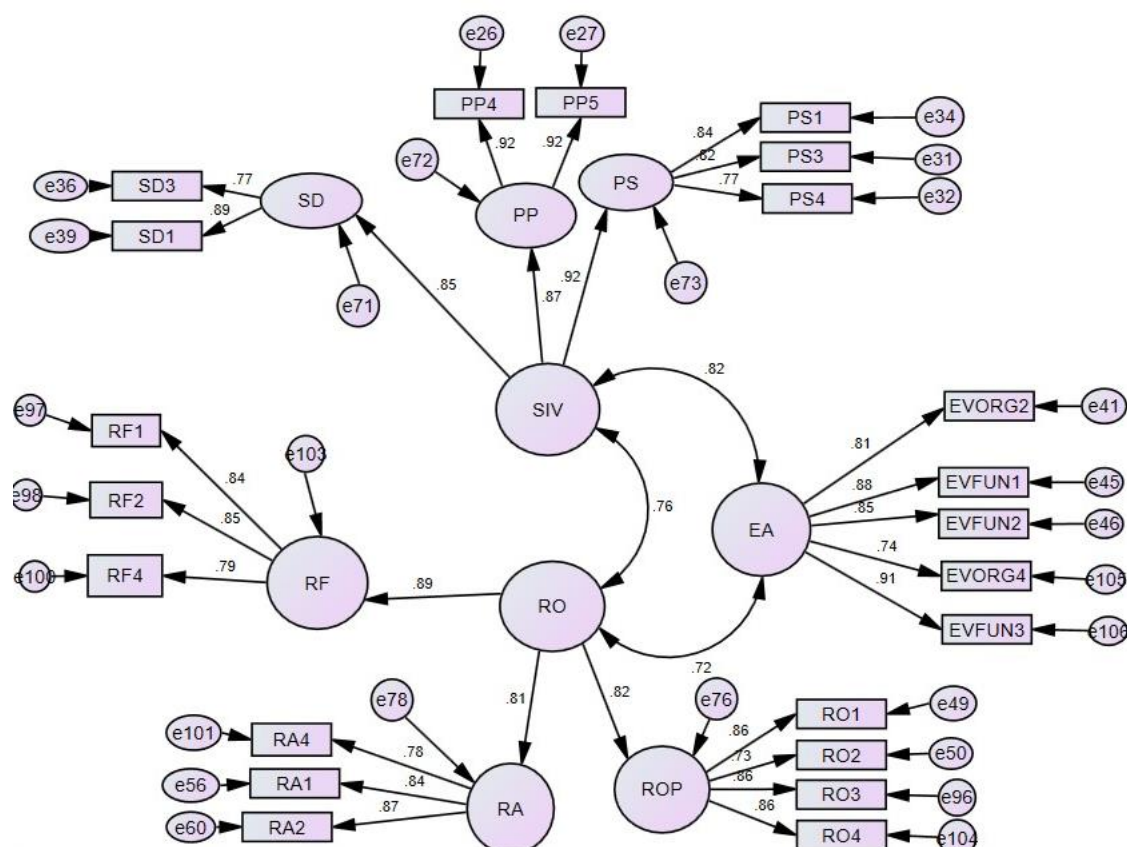 e26
e27
PP4
PP5
PS1
e34
.84
.92
.92
.82
PS3
e31
e72
e36
SD3
.77
SD
PP
PS
.77
PS4
e32
e39
SD1
.89
.85
.87
.92
e73
e71
SIV
.82
e97
RF1
EVORG2
e41
.84
e103
.81
e98
RF2
.85
.76
EA
.88
EVFUN1
e45
.85
EVFUN2
e46
e100
RF4
.79
RF
.89
RO
.74
EVORG4
e105
.91
EVFUN3
e106
.72
.81
.82
e78
e76
RO1
e49
.86
e101
RA4
.78
.73
RO2
e50
e56
RA1
.84
RA
ROP
.86
RO3
e96
e60
RA2
.87
.86
RO4
e104